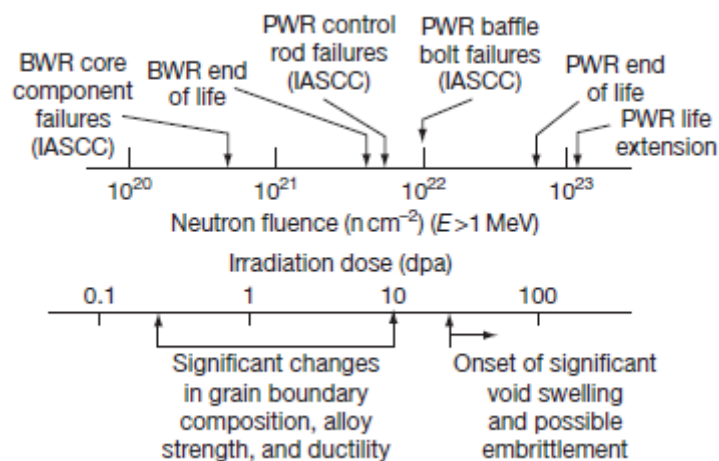 BWR core
component
failures
(IASCC)
BWR end
of life
PWR control
rod failures
(IASCC)
PWR baffle
bolt failures
(IASCC)
PWR end
of life
PWR life
extension
10²⁰
10²¹
10²²
10²³
Neutron fluence (n cm⁻²) (E>1 MeV)
Irradiation dose (dpa)
0.1
1
10
100
Significant changes
in grain boundary
composition, alloy
strength, and ductility
Onset of significant
void swelling
and possible
embrittlement